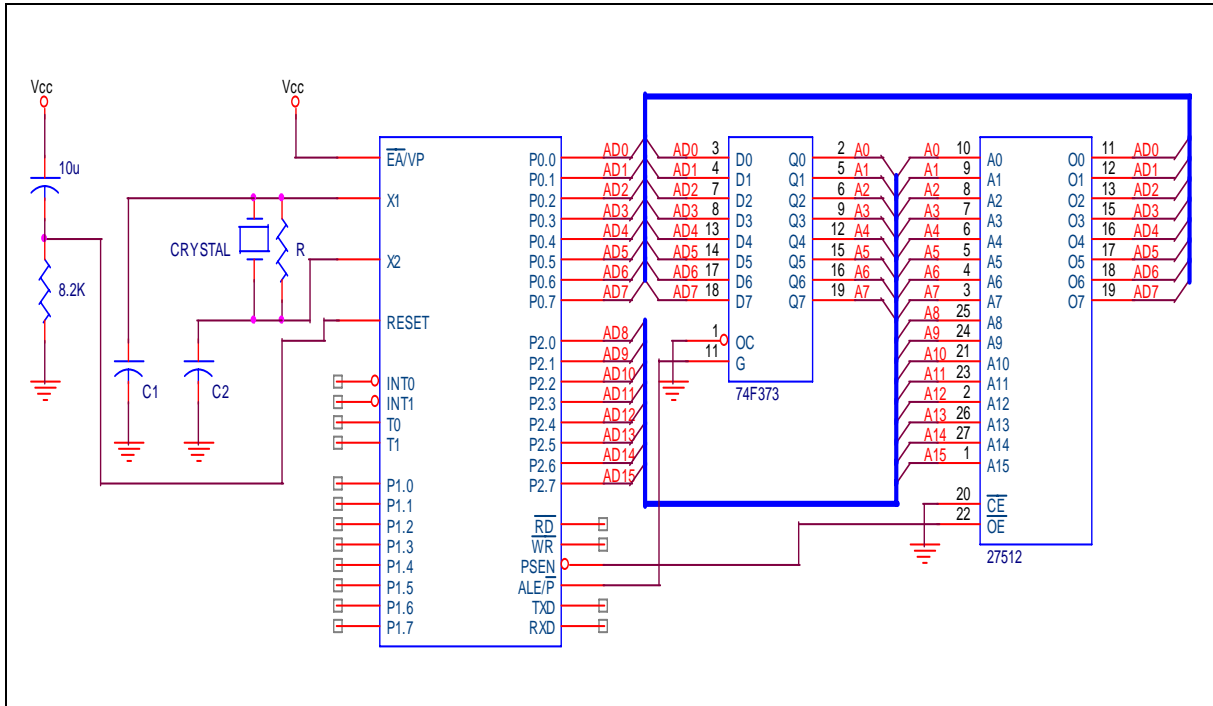 Vcc
10u
8.2K
Vcc
CRYSTAL
R
C1
C2
EA/VP
X1
X2
RESET
INT0
INT1
T0
T1
P1.0
P1.1
P1.2
P1.3
P1.4
P1.5
P1.6
P1.7
P0.0 AD0
P0.1 AD1
P0.2 AD2
P0.3 AD3
P0.4 AD4
P0.5 AD5
P0.6 AD6
P0.7 AD7
P2.0 AD8
P2.1 AD9
P2.2 AD10
P2.3 AD11
P2.4 AD12
P2.5 AD13
P2.6 AD14
P2.7 AD15
RD
WR
PSEN
ALE/P
TXD
RXD
AD0 3 D0 Q0 2 A0
AD1 4 D1 Q1 5 A1
AD2 7 D2 Q2 6 A2
AD3 8 D3 Q3 9 A3
AD4 13 D4 Q4 12 A4
AD5 14 D5 Q5 15 A5
AD6 17 D6 Q6 16 A6
AD7 18 D7 Q7 19 A7
1 OC
11 G
74F373
A0 10 A0 O0 11 AD0
A1 9 A1 O1 12 AD1
A2 8 A2 O2 13 AD2
A3 7 A3 O3 15 AD3
A4 6 A4 O4 16 AD4
A5 5 A5 O5 17 AD5
A6 4 A6 O6 18 AD6
A7 3 A7 O7 19 AD7
A8 25 A8
A9 24 A9
A10 21 A10
A11 23 A11
A12 2 A12
A13 26 A13
A14 27 A14
A15 1 A15
20 CE
22 OE
27512